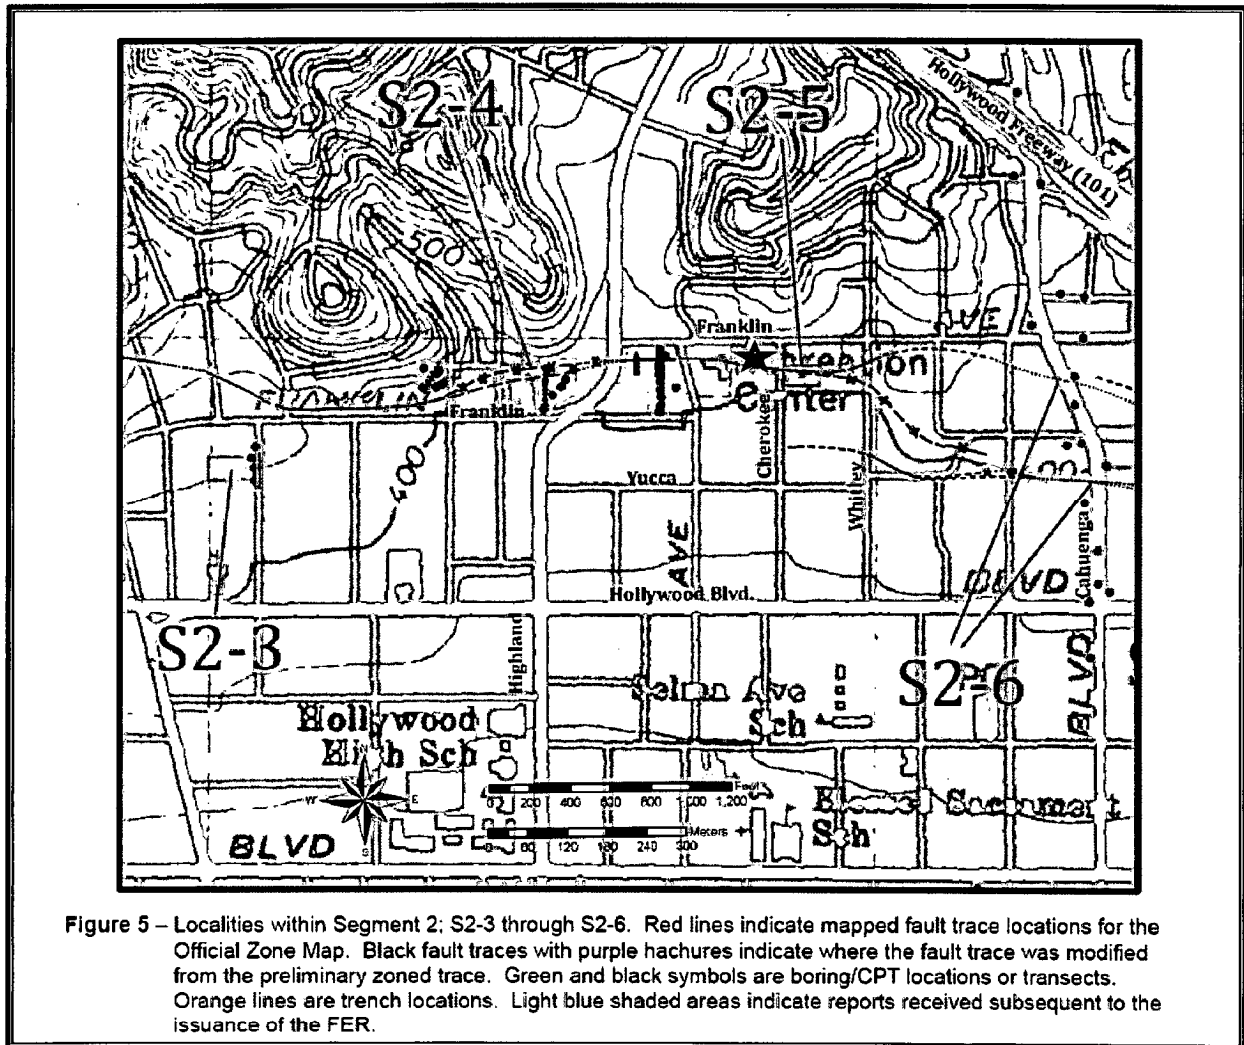 Hollywood Freeway (101)
S2-4
S2-5
500
Franklin
Center
Franklin
Cherokee
400
Yucca
Whitley
Cahuenga
AVE
Hollywood Blvd.
BLVD
S2-3
Highland
S2-6
BLVD
Selma Ave
Sch
Hollywood
High Sch
N
W
E
S
Feet
0 200 400 600 800 1,000 1,200
Meters
0 60 120 180 240 300
Blessed Sacrament
Sch
BLVD
Figure 5 – Localities within Segment 2; S2-3 through S2-6. Red lines indicate mapped fault trace locations for the
Official Zone Map. Black fault traces with purple hachures indicate where the fault trace was modified
from the preliminary zoned trace. Green and black symbols are boring/CPT locations or transects.
Orange lines are trench locations. Light blue shaded areas indicate reports received subsequent to the
issuance of the FER.